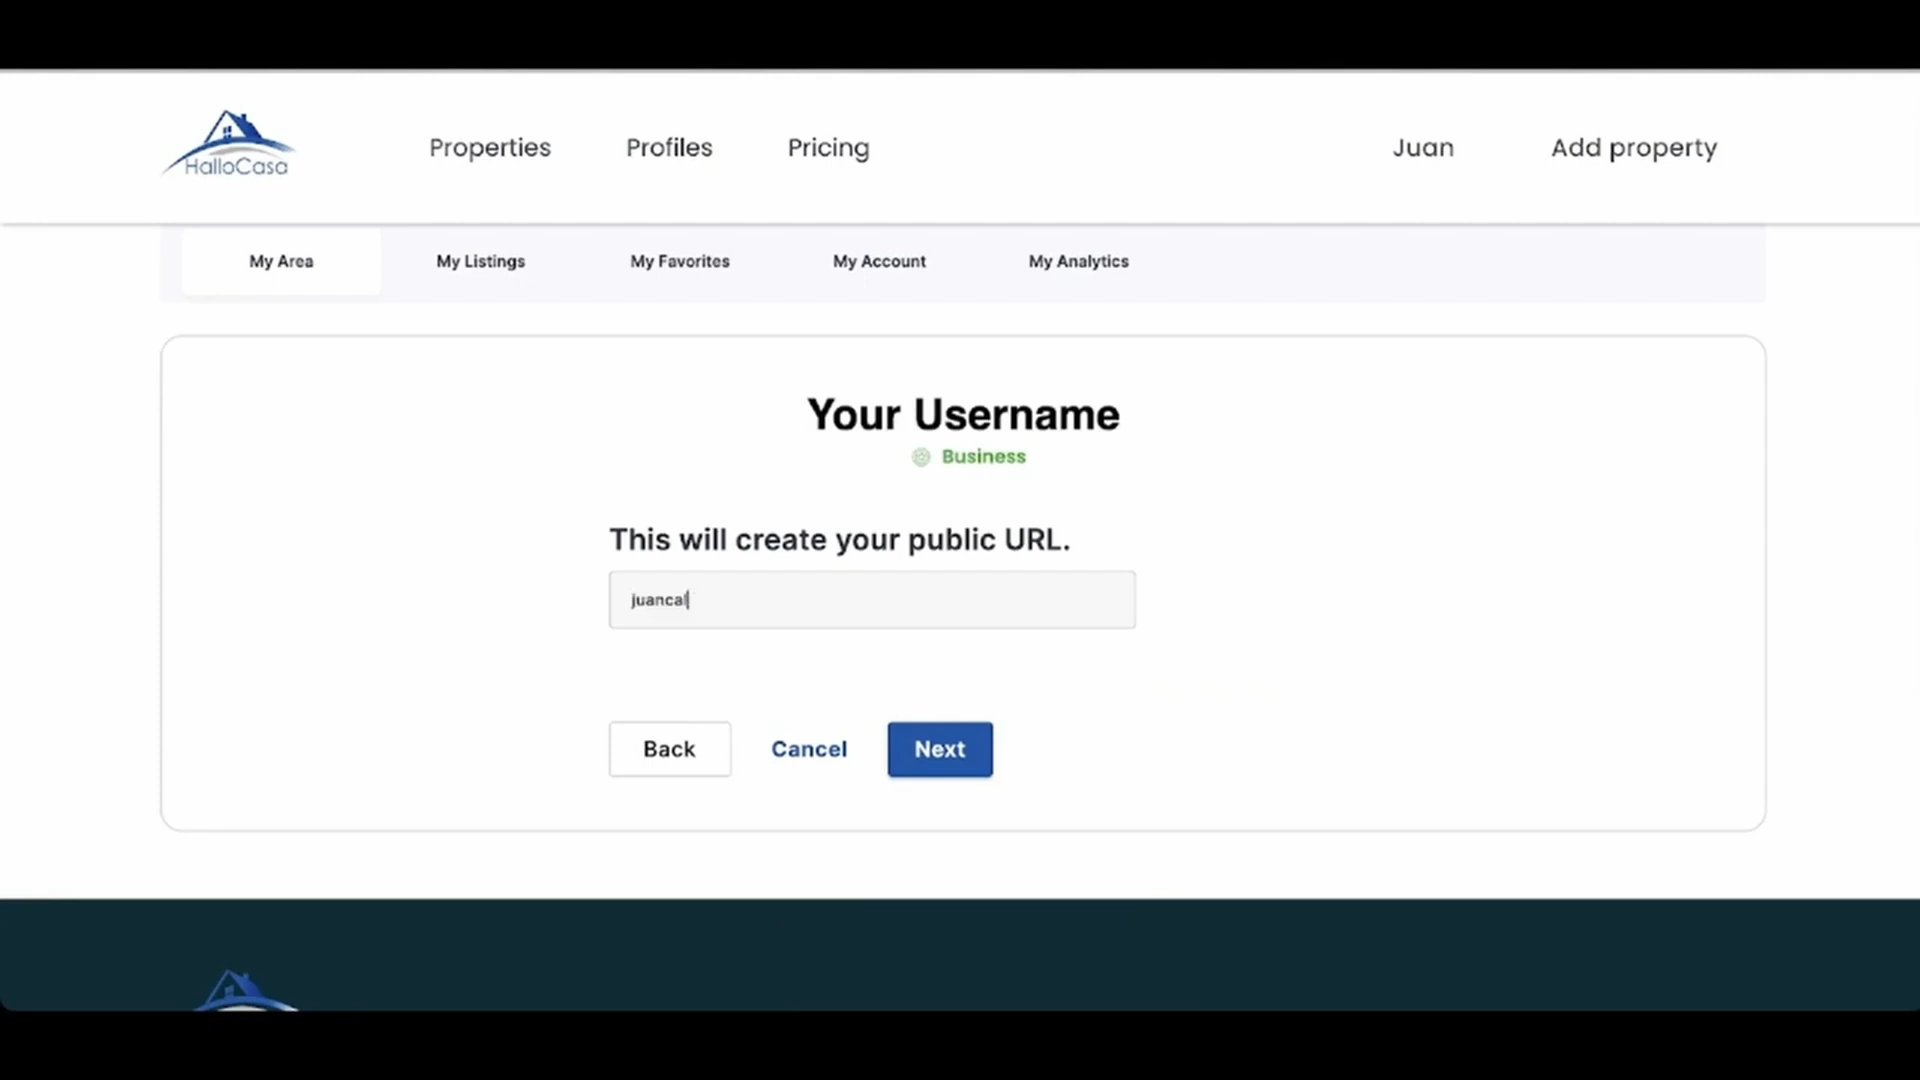 HalloCasa
Properties Profiles Pricing Juan Add property
My Area My Listings My Favorites My Account My Analytics
Your Username
Business
This will create your public URL.
juancal
Back Cancel Next